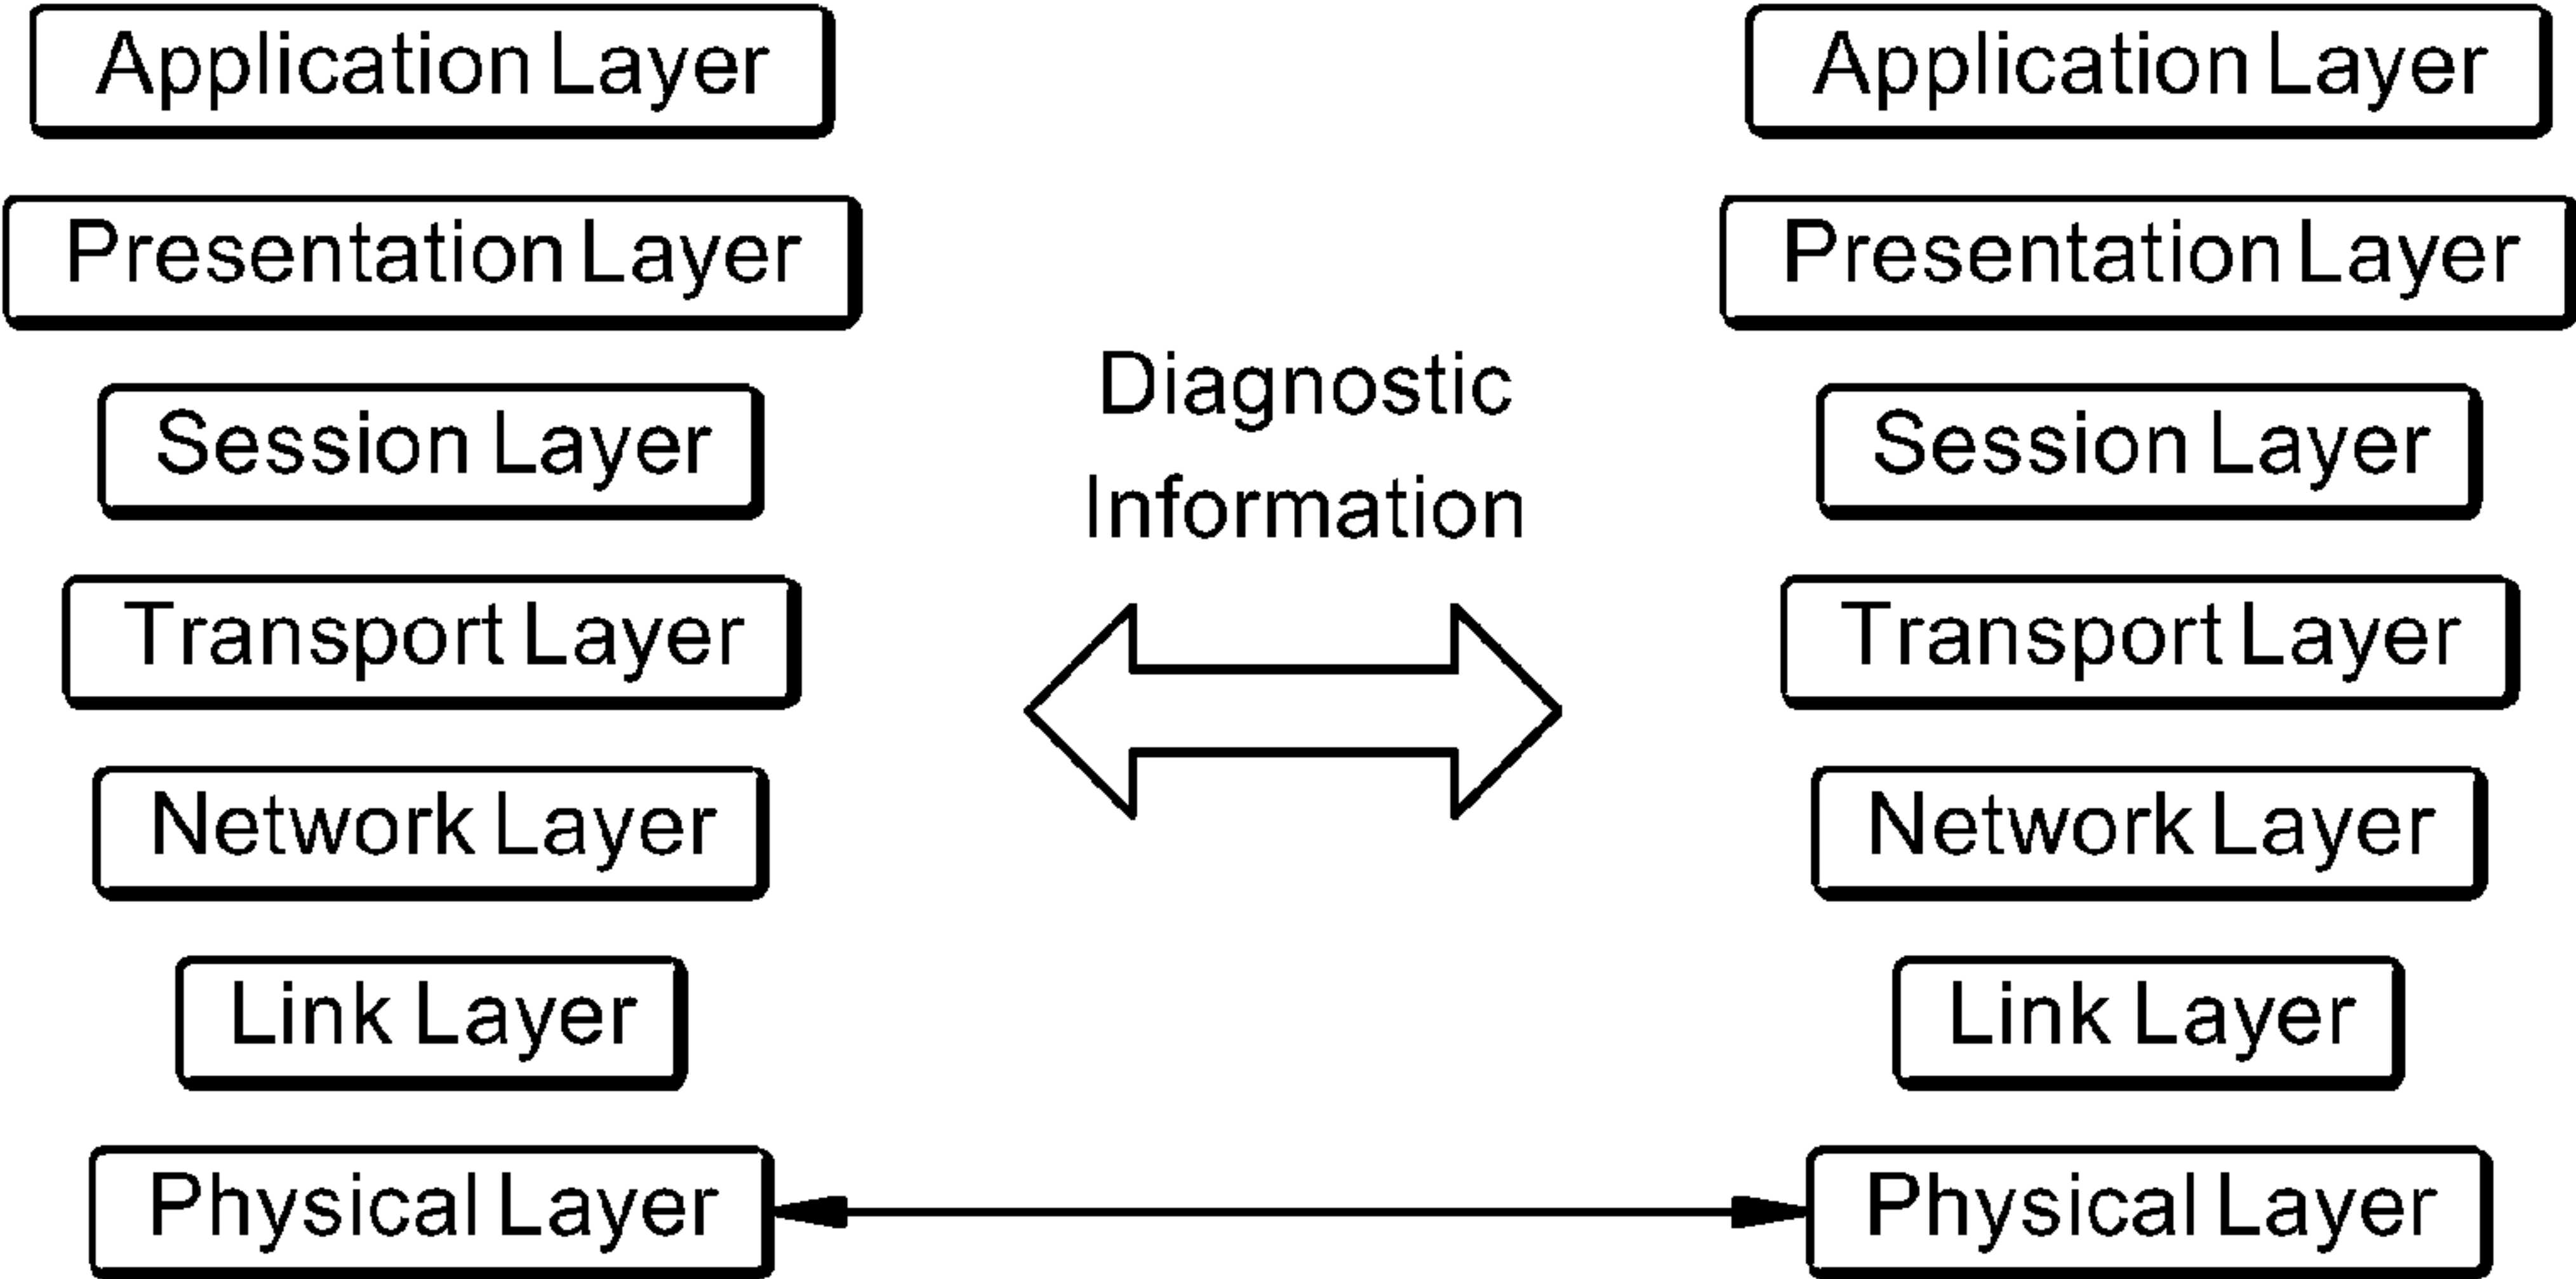 Application Layer
Presentation Layer
Session Layer
Transport Layer
Network Layer
Link Layer
Physical Layer
Diagnostic
Information
Application Layer
Presentation Layer
Session Layer
Transport Layer
Network Layer
Link Layer
Physical Layer